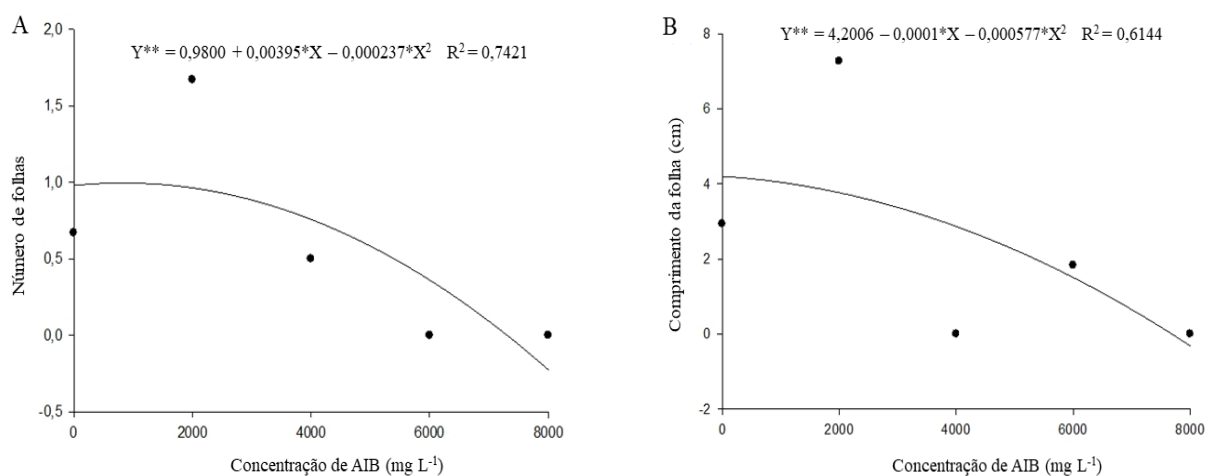 A
Y** = 0,9800 + 0,00395*X – 0,000237*X² R² = 0,7421
Número de folhas
2,0
1,5
1,0
0,5
0,0
-0,5
0
2000
4000
6000
8000
Concentração de AIB (mg L⁻¹)
B
Y** = 4,2006 – 0,0001*X – 0,000577*X² R² = 0,6144
Comprimento da folha (cm)
8
6
4
2
0
-2
0
2000
4000
6000
8000
Concentração de AIB (mg L⁻¹)